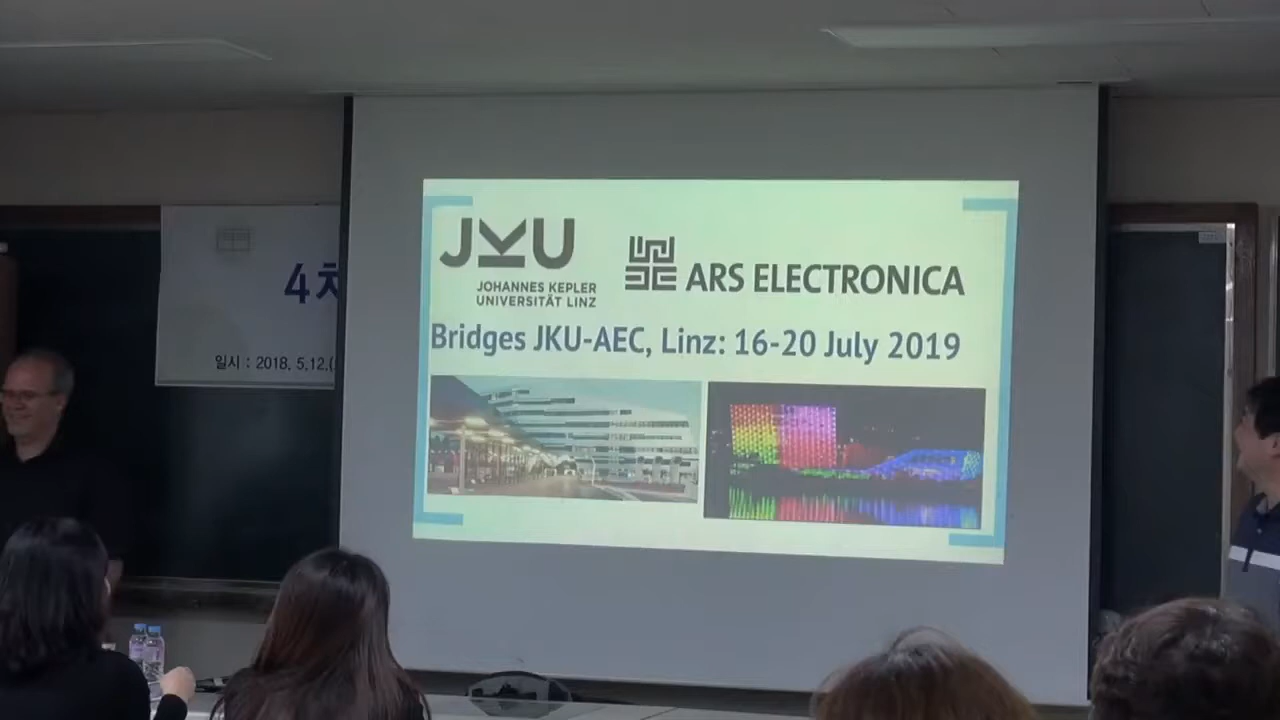 4차
일시 : 2018. 5.12.(
JKU
JOHANNES KEPLER
UNIVERSITÄT LINZ
ARS ELECTRONICA
Bridges JKU-AEC, Linz: 16-20 July 2019